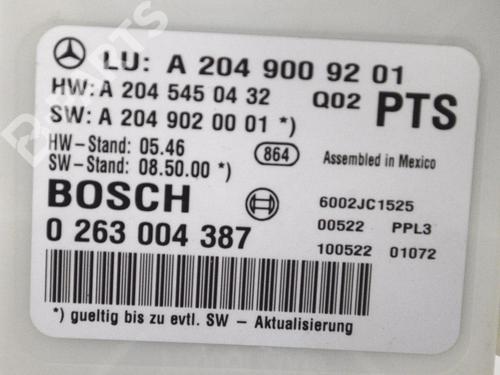 LU: A 204 900 92 01
HW: A 204 545 04 32 Q02 PTS
SW: A 204 902 00 01 *)
HW-Stand: 05.46 864 Assembled in Mexico
SW-Stand: 08.50.00 *)
BOSCH 6002JC1525
0 263 004 387 00522 PPL3
100522 01072
*) gueltig bis zu evtl. SW - Aktualisierung
B-PARTS